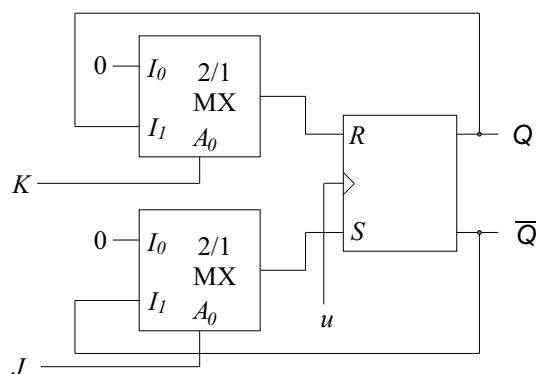 0 I₀ 2/1
MX
I₁ A₀
K
R Q
0 I₀ 2/1
MX
S Q̅
I₁ A₀
u
J